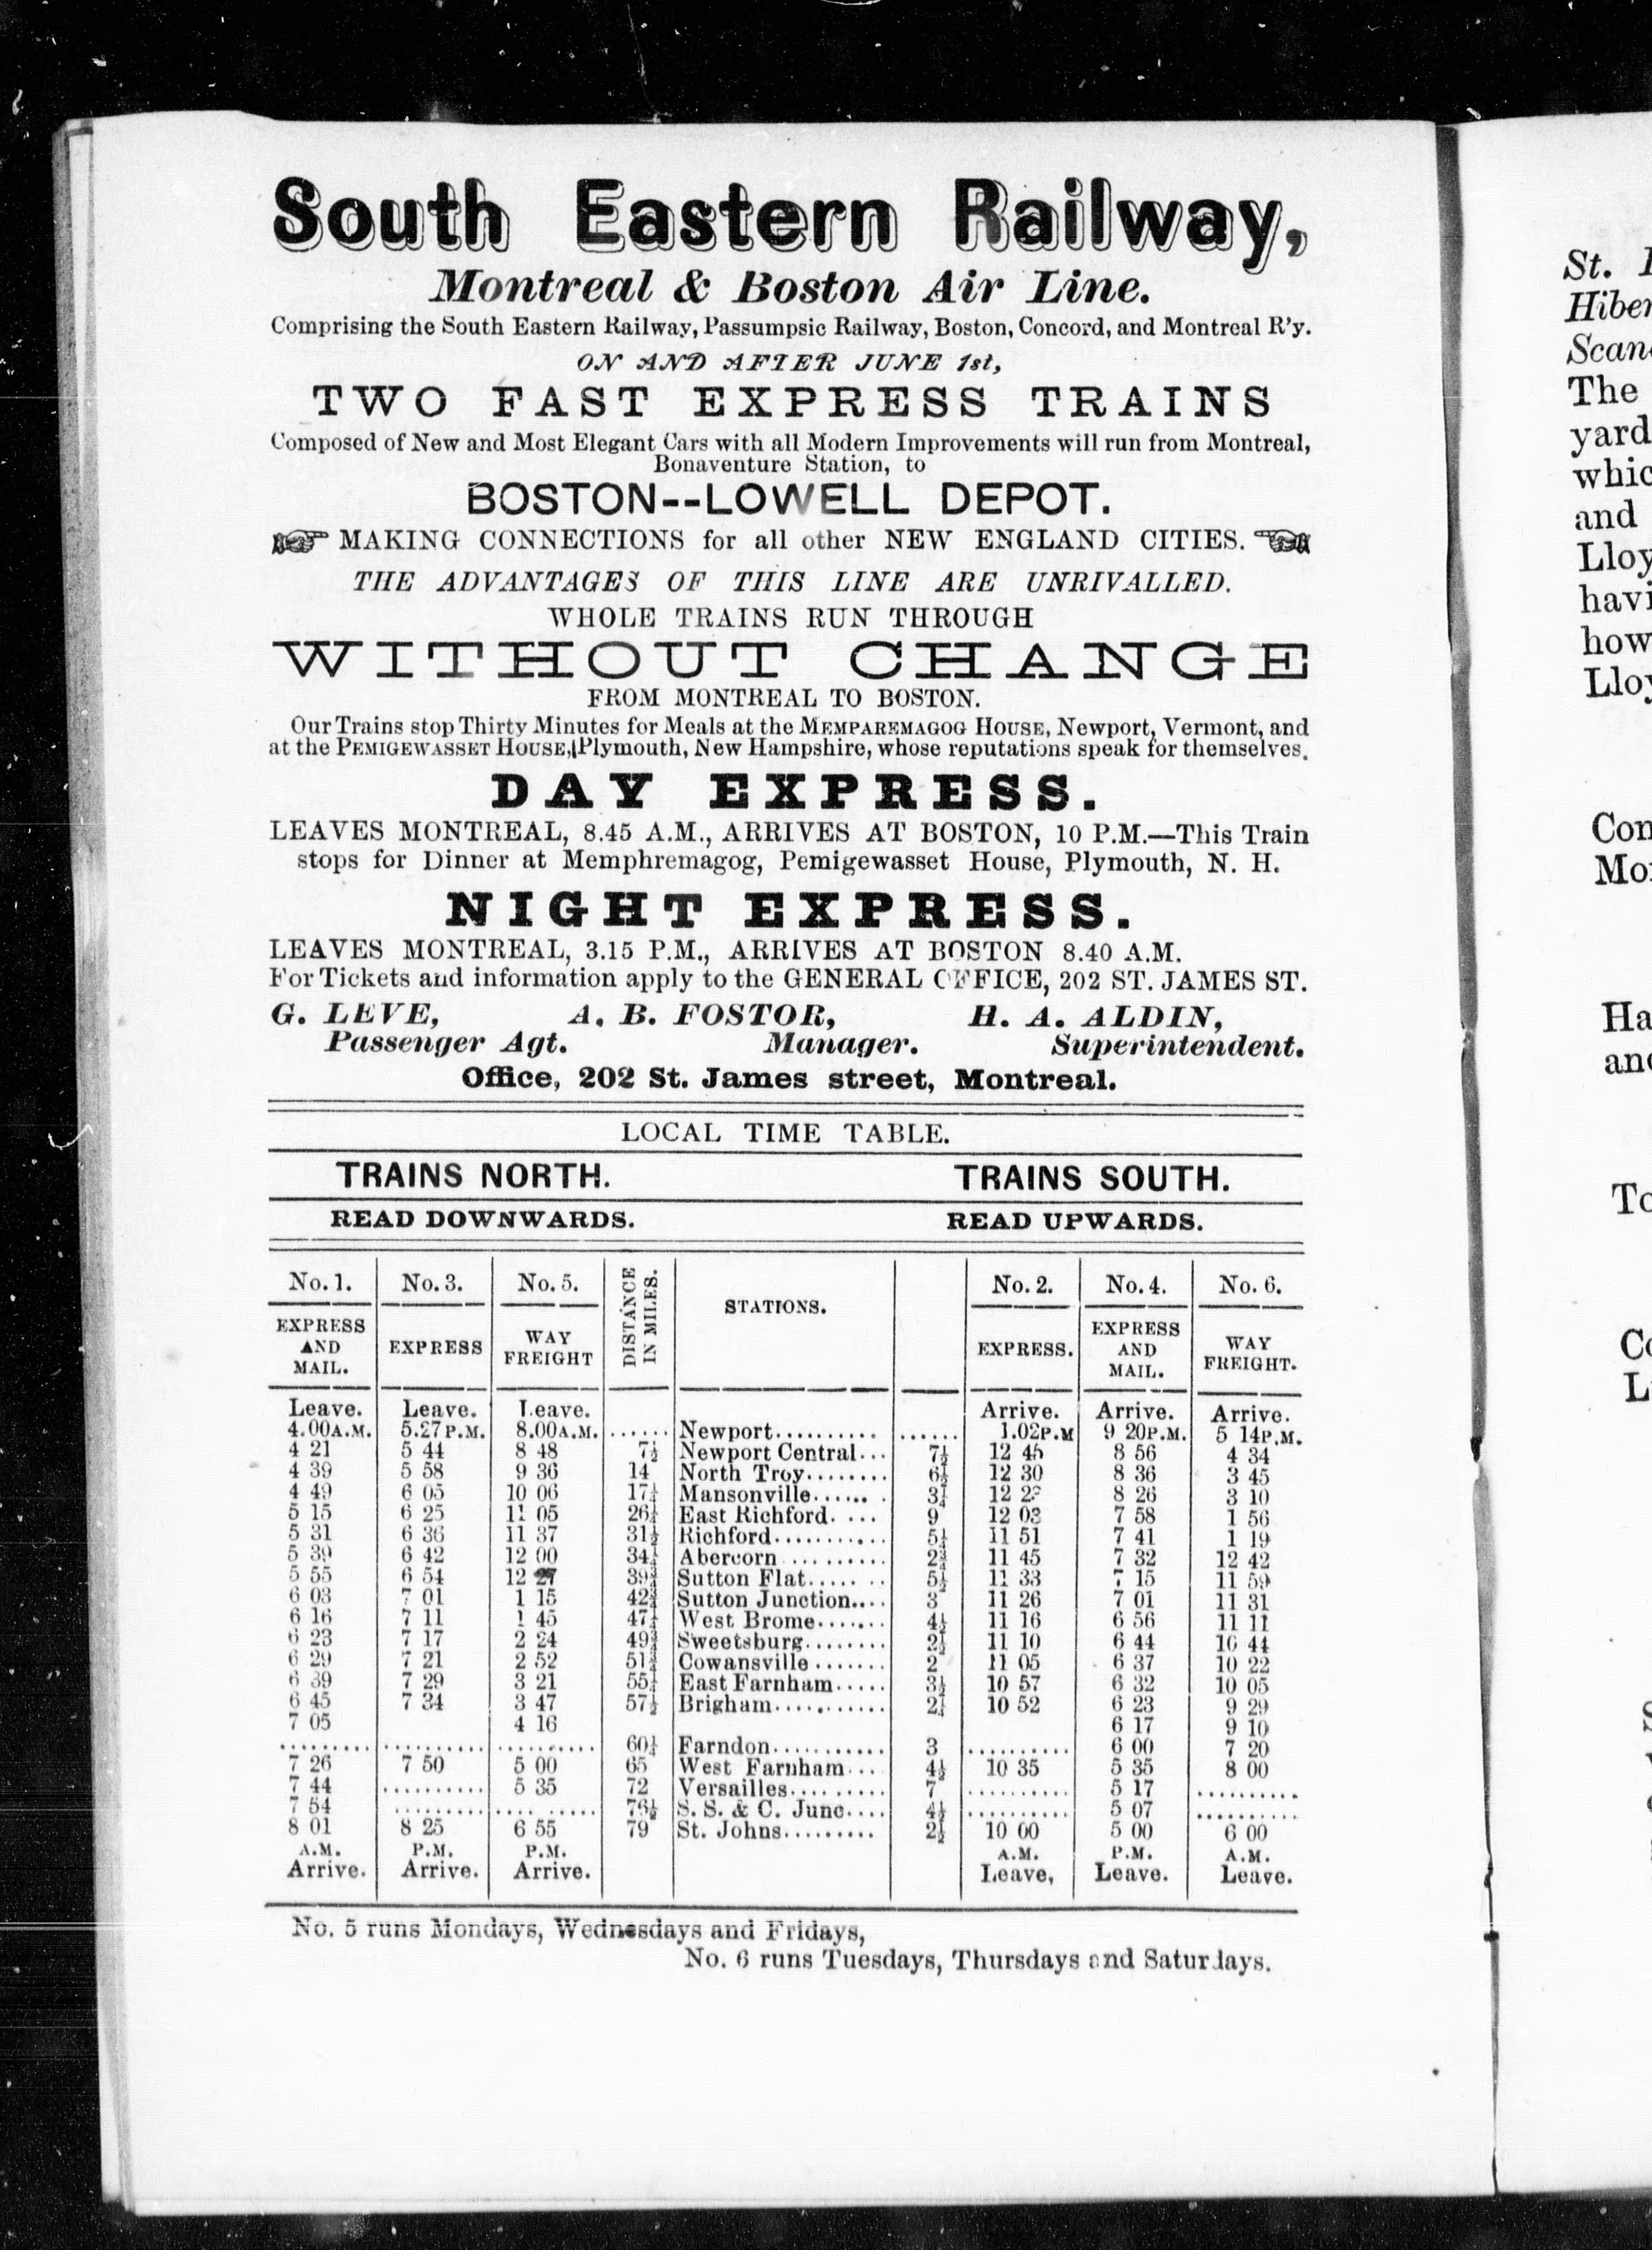 South Eastern Railway,
Montreal & Boston Air Line.
Comprising the South Eastern Railway, Passumpsic Railway, Boston, Concord, and Montreal R'y.
ON AND AFTER JUNE 1st,
TWO FAST EXPRESS TRAINS
Composed of New and Most Elegant Cars with all Modern Improvements will run from Montreal,
Bonaventure Station, to
BOSTON--LOWELL DEPOT.
MAKING CONNECTIONS for all other NEW ENGLAND CITIES.
THE ADVANTAGES OF THIS LINE ARE UNRIVALLED.
WHOLE TRAINS RUN THROUGH
WITHOUT CHANGE
FROM MONTREAL TO BOSTON.
Our Trains stop Thirty Minutes for Meals at the MEMPAREMAGOG HOUSE, Newport, Vermont, and
at the PEMIGEWASSET HOUSE, Plymouth, New Hampshire, whose reputations speak for themselves.
DAY EXPRESS.
LEAVES MONTREAL, 8.45 A.M., ARRIVES AT BOSTON, 10 P.M.—This Train
stops for Dinner at Memphremagog, Pemigewasset House, Plymouth, N. H.
NIGHT EXPRESS.
LEAVES MONTREAL, 3.15 P.M., ARRIVES AT BOSTON 8.40 A.M.
For Tickets and information apply to the GENERAL OFFICE, 202 ST. JAMES ST.
G. LEVE, A. B. FOSTOR, H. A. ALDIN,
Passenger Agt. Manager. Superintendent.
Office, 202 St. James street, Montreal.
LOCAL TIME TABLE.
TRAINS NORTH. TRAINS SOUTH.
READ DOWNWARDS. READ UPWARDS.
No. 1. No. 3. No. 5. DISTANCE IN MILES. STATIONS. No. 2. No. 4. No. 6.
EXPRESS AND MAIL. EXPRESS WAY FREIGHT EXPRESS. EXPRESS AND MAIL. WAY FREIGHT.
Leave. Leave. Leave. Arrive. Arrive. Arrive.
4.00A.M. 5.27P.M. 8.00A.M. ...... Newport.......... ...... 1.02P.M 9 20P.M. 5 14P.M.
4 21 5 44 8 48 7½ Newport Central... 7½ 12 45 8 56 4 34
4 39 5 58 9 36 14 North Troy........ 6½ 12 30 8 36 3 45
4 49 6 05 10 06 17¼ Mansonville....... 3¼ 12 8 26 3 10
5 15 6 25 11 05 26¼ East Richford. ... 9 12 03 7 58 1 56
5 31 6 36 11 37 31½ Richford........... 5¼ 11 51 7 41 1 19
5 39 6 42 12 00 34¼ Abercorn .......... 2¾ 11 45 7 32 12 42
5 55 6 54 12 27 39¾ Sutton Flat....... 5½ 11 33 7 15 11 59
6 03 7 01 1 15 42¾ Sutton Junction.... 3 11 26 7 01 11 31
6 16 7 11 1 45 47¼ West Brome....... 4½ 11 16 6 56 11 11
6 23 7 17 2 24 49¾ Sweetsburg........ 2½ 11 10 6 44 10 44
6 29 7 21 2 52 51¾ Cowansville ....... 2 11 05 6 37 10 22
6 39 7 29 3 21 55¼ East Farnham..... 3½ 10 57 6 32 10 05
6 45 7 34 3 47 57½ Brigham........... 2¼ 10 52 6 23 9 29
7 05 4 16 6 17 9 10
......... .......... .......... 60¼ Farndon........... 3 .......... 6 00 7 20
7 26 7 50 5 00 65 West Farnham... 4½ 10 35 5 35 8 00
7 44 .......... 5 35 72 Versailles......... 7 .......... 5 17 ..........
7 54 .......... .......... 76½ S. S. & C. Junc.... 4½ .......... 5 07 ..........
8 01 8 25 6 55 79 St. Johns......... 2½ 10 00 5 00 6 00
A.M. P.M. P.M. A.M. P.M. A.M.
Arrive. Arrive. Arrive. Leave, Leave. Leave.
No. 5 runs Mondays, Wednesdays and Fridays,
No. 6 runs Tuesdays, Thursdays and Saturdays.
St.
Hiber
Scan
The
yard
whic
and
Lloy
havi
how
Lloy
Con
Mo
Ha
and
To
Co
L